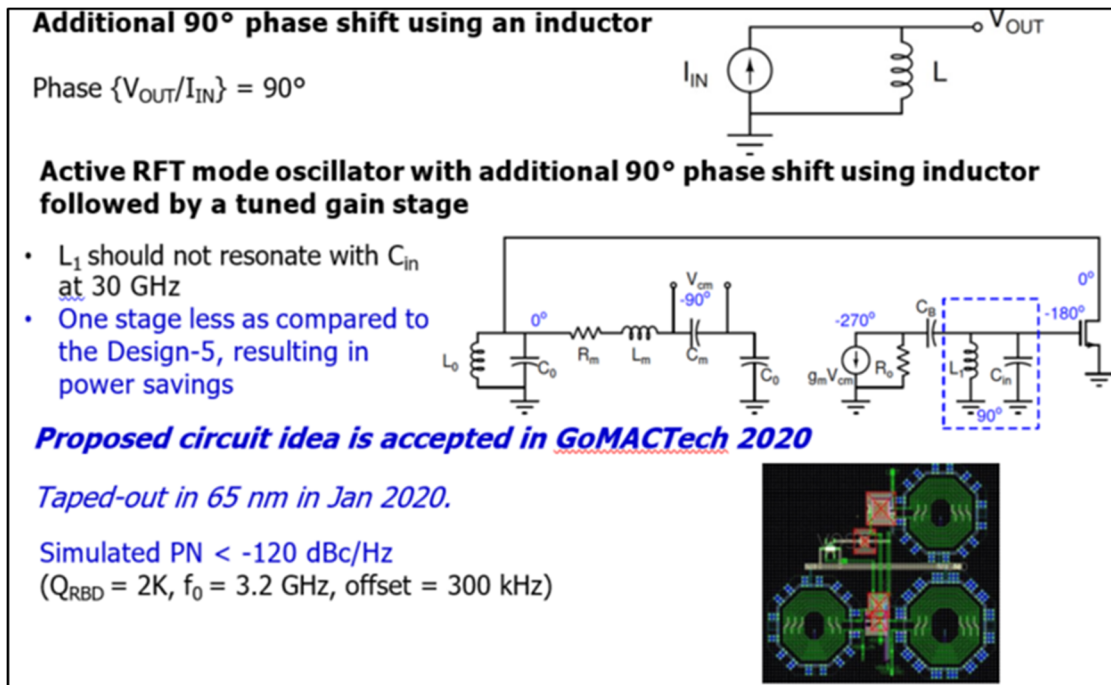 Additional 90° phase shift using an inductor
Phase {VOUT/IIN} = 90°
IIN
L
VOUT
Active RFT mode oscillator with additional 90° phase shift using inductor
followed by a tuned gain stage
• L1 should not resonate with Cin
at 30 GHz
• One stage less as compared to
the Design-5, resulting in
power savings
L0
C0
0°
Rm
Lm
Vcm
-90°
Cm
C0
-270°
gmVcm
Ro
CB
L1
Cin
90°
-180°
0°
Proposed circuit idea is accepted in GoMACTech 2020
Taped-out in 65 nm in Jan 2020.
Simulated PN < -120 dBc/Hz
(QRBD = 2K, f0 = 3.2 GHz, offset = 300 kHz)